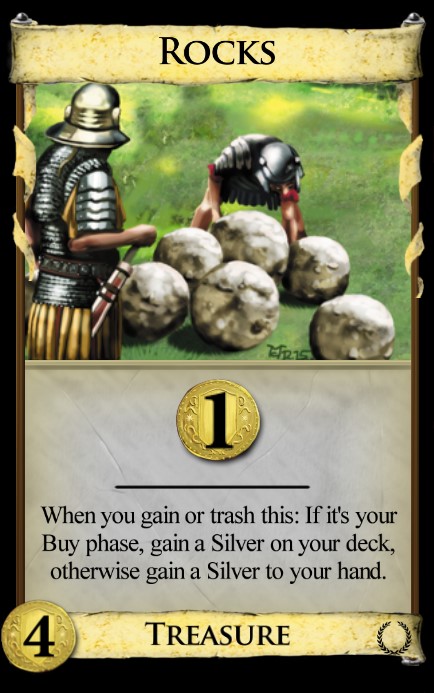 ROCKS
1
When you gain or trash this: If it's your
Buy phase, gain a Silver on your deck,
otherwise gain a Silver to your hand.
4
TREASURE